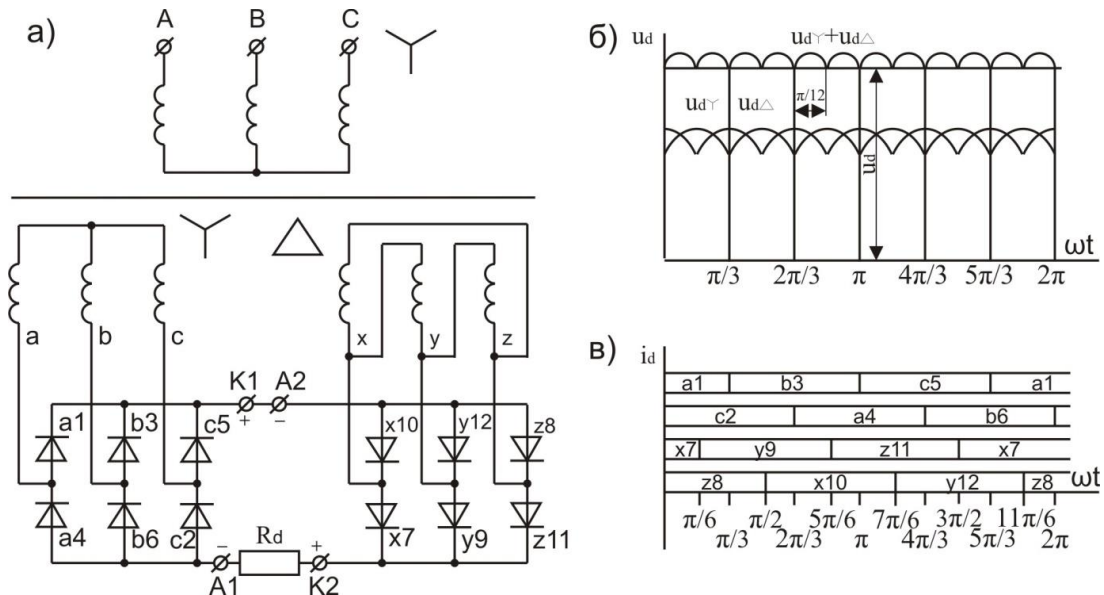 а)
A B C
a b c
x y z
K1 A2
+ −
a1 b3 c5
x10 y12 z8
a4 b6 c2
x7 y9 z11
− Rd +
A1 K2
б)
ud
ud⅄+ud△
π/12
ud⅄ ud△
ud
ωt
π/3 2π/3 π 4π/3 5π/3 2π
в)
id
a1 b3 c5 a1
c2 a4 b6
x7 y9 z11 x7
z8 x10 y12 z8
ωt
π/6 π/2 5π/6 7π/6 3π/2 11π/6
π/3 2π/3 π 4π/3 5π/3 2π